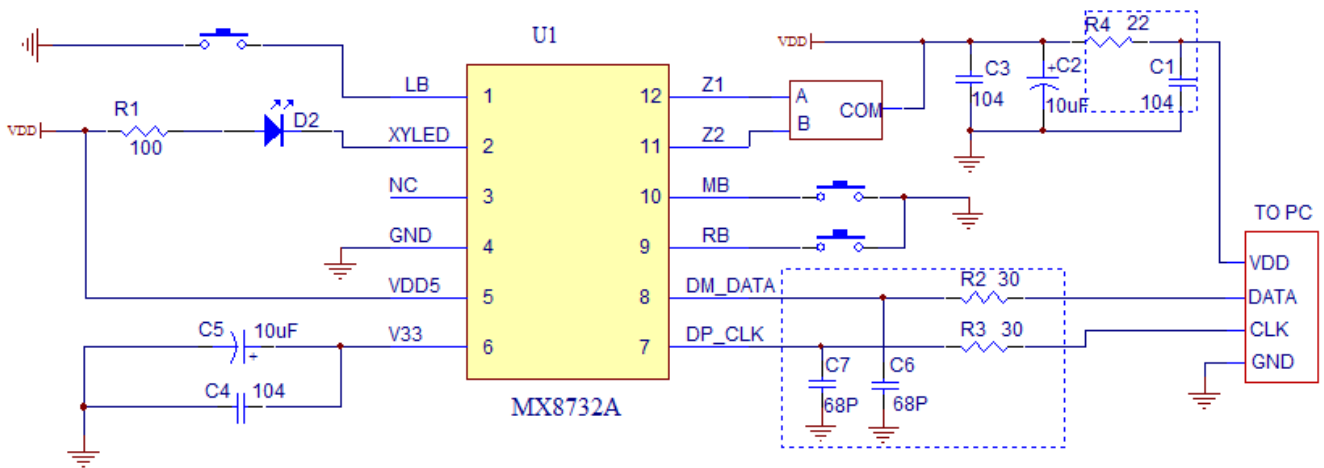 U1
VDD
R4 22
LB
1
12
Z1
A
B
COM
C3
104
C2
+
10uF
C1
104
R1
100
VDD
D2
XYLED
2
11
Z2
NC
3
10
MB
GND
4
9
RB
TO PC
VDD
DATA
CLK
GND
VDD5
5
8
DM_DATA
R2 30
V33
6
7
DP_CLK
R3 30
C5 10uF
+
C4 104
C7
68P
C6
68P
MX8732A